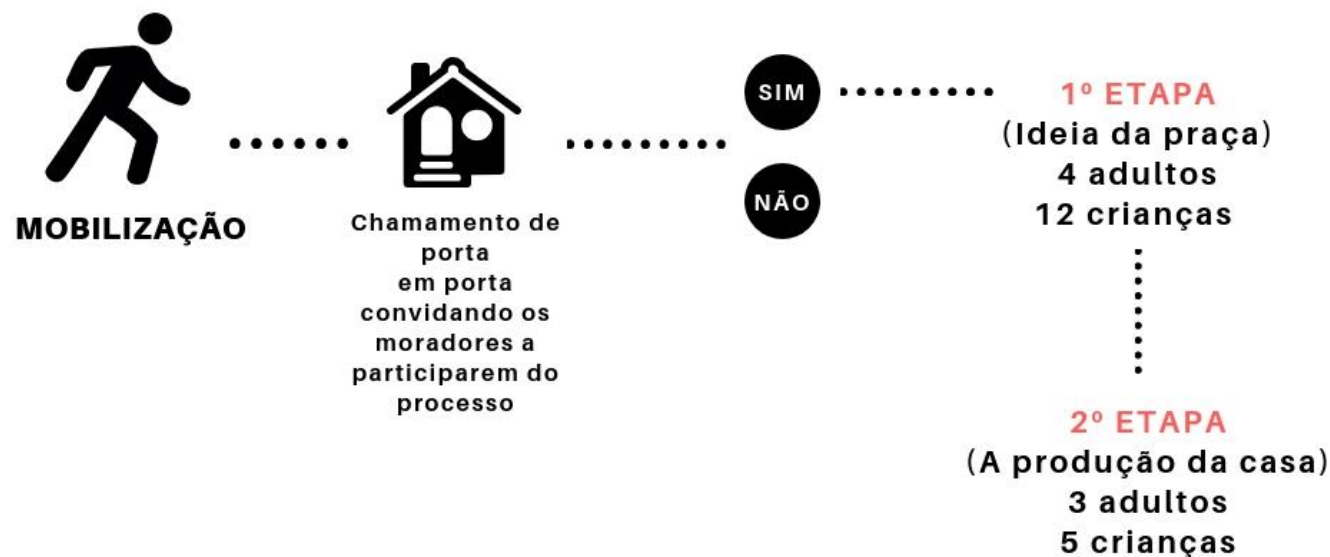 MOBILIZAÇÃO
Chamamento de
porta
em porta
convidando os
moradores a
participarem do
processo
SIM
NÃO
1º ETAPA
(Ideia da praça)
4 adultos
12 crianças
2º ETAPA
(A produção da casa)
3 adultos
5 crianças